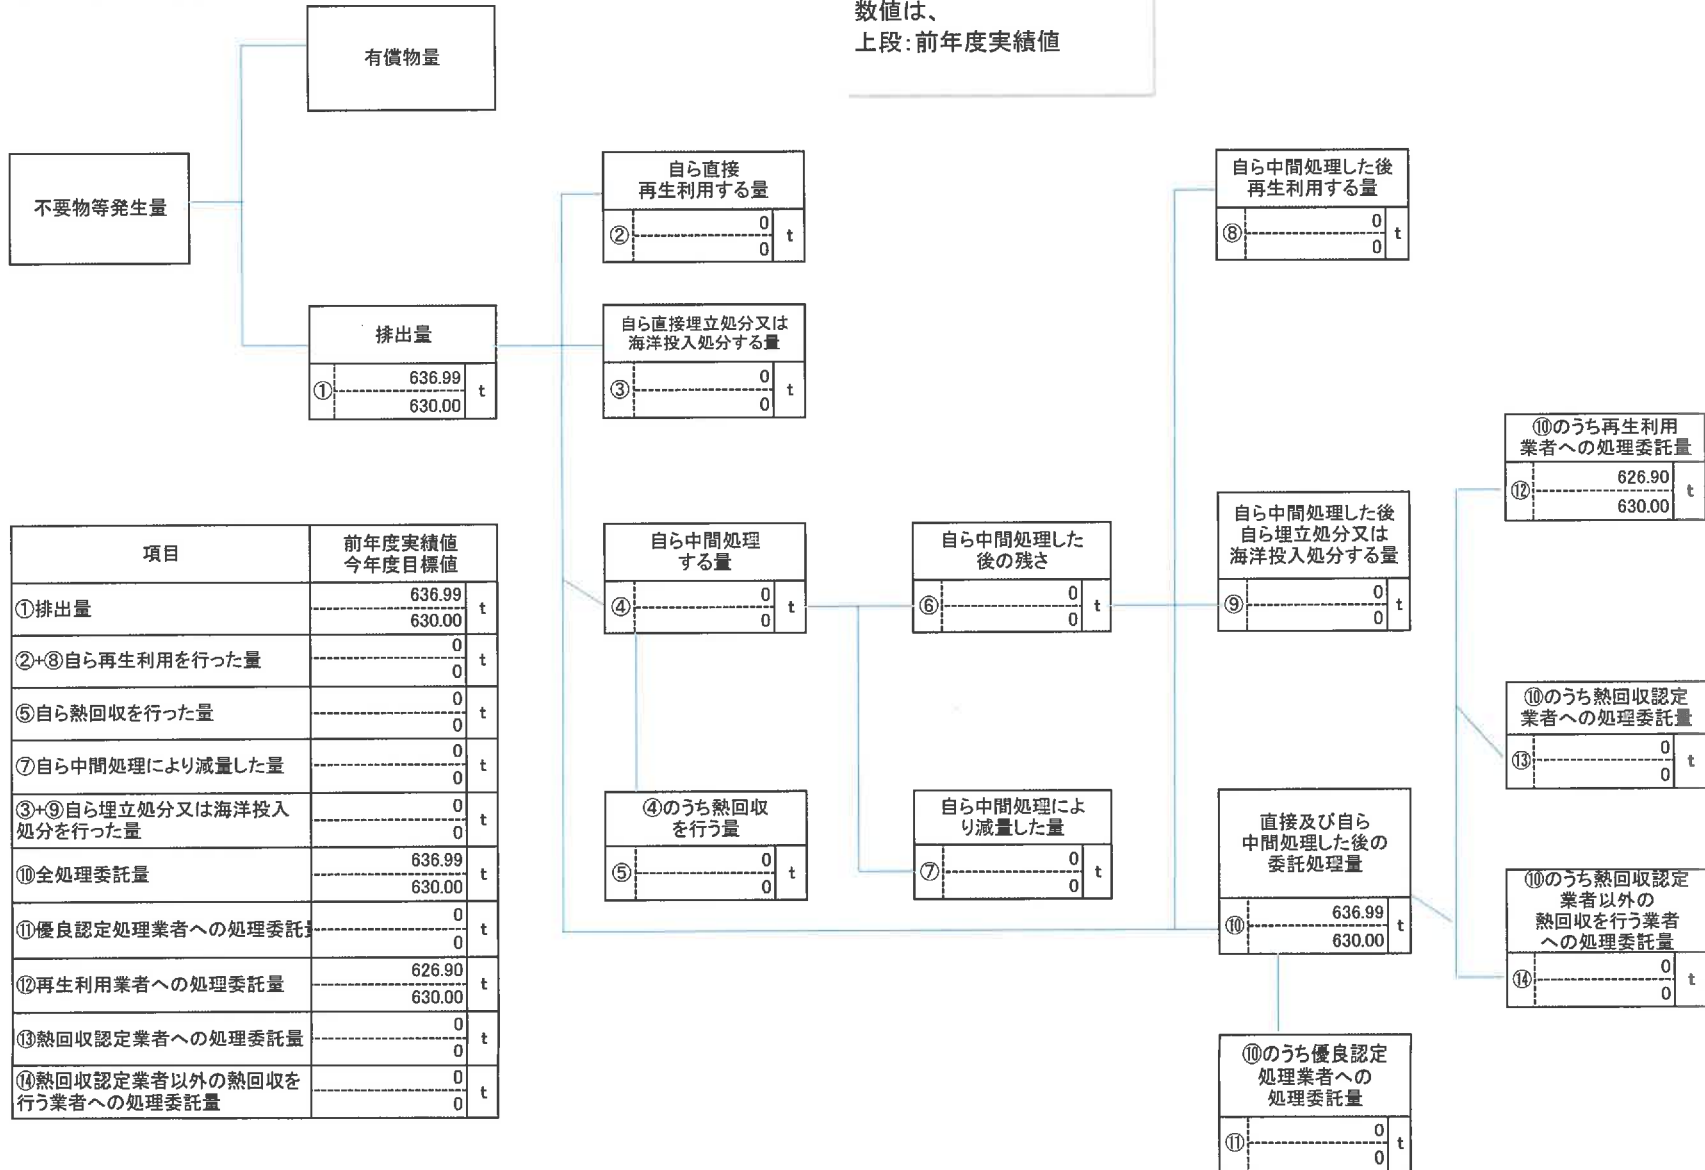 数値は、
上段:前年度実績値
有償物量
不要物等発生量
排出量
①
636.99
630.00
t
自ら直接
再生利用する量
②
0
0
t
自ら直接埋立処分又は
海洋投入処分する量
③
0
0
t
自ら中間処理
する量
④
0
0
t
④のうち熱回収
を行う量
⑤
0
0
t
自ら中間処理した
後の残さ
⑥
0
0
t
自ら中間処理によ
り減量した量
⑦
0
0
t
自ら中間処理した後
再生利用する量
⑧
0
0
t
自ら中間処理した後
自ら埋立処分又は
海洋投入処分する量
⑨
0
0
t
直接及び自ら
中間処理した後の
委託処理量
⑩
636.99
630.00
t
⑩のうち優良認定
処理業者への
処理委託量
⑪
0
0
t
⑩のうち再生利用
業者への処理委託量
⑫
626.90
630.00
t
⑩のうち熱回収認定
業者への処理委託量
⑬
0
0
t
⑩のうち熱回収認定
業者以外の
熱回収を行う業者
への処理委託量
⑭
0
0
t
項目
前年度実績値
今年度目標値
①排出量
636.99
630.00
t
②+⑧自ら再生利用を行った量
0
0
t
⑤自ら熱回収を行った量
0
0
t
⑦自ら中間処理により減量した量
0
0
t
③+⑨自ら埋立処分又は海洋投入
処分を行った量
0
0
t
⑩全処理委託量
636.99
630.00
t
⑪優良認定処理業者への処理委託
0
0
t
⑫再生利用業者への処理委託量
626.90
630.00
t
⑬熱回収認定業者への処理委託量
0
0
t
⑭熱回収認定業者以外の熱回収を
行う業者への処理委託量
0
0
t